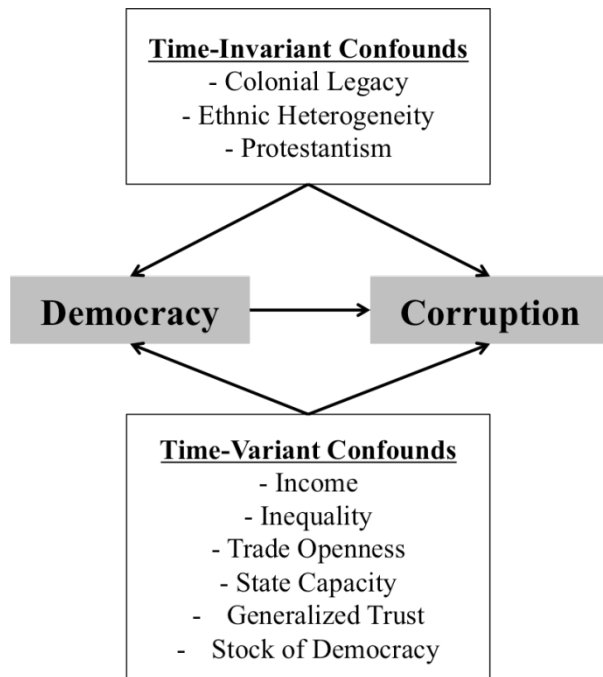 Time-Invariant Confounds
- Colonial Legacy
- Ethnic Heterogeneity
- Protestantism
Democracy
Corruption
Time-Variant Confounds
- Income
- Inequality
- Trade Openness
- State Capacity
- Generalized Trust
- Stock of Democracy